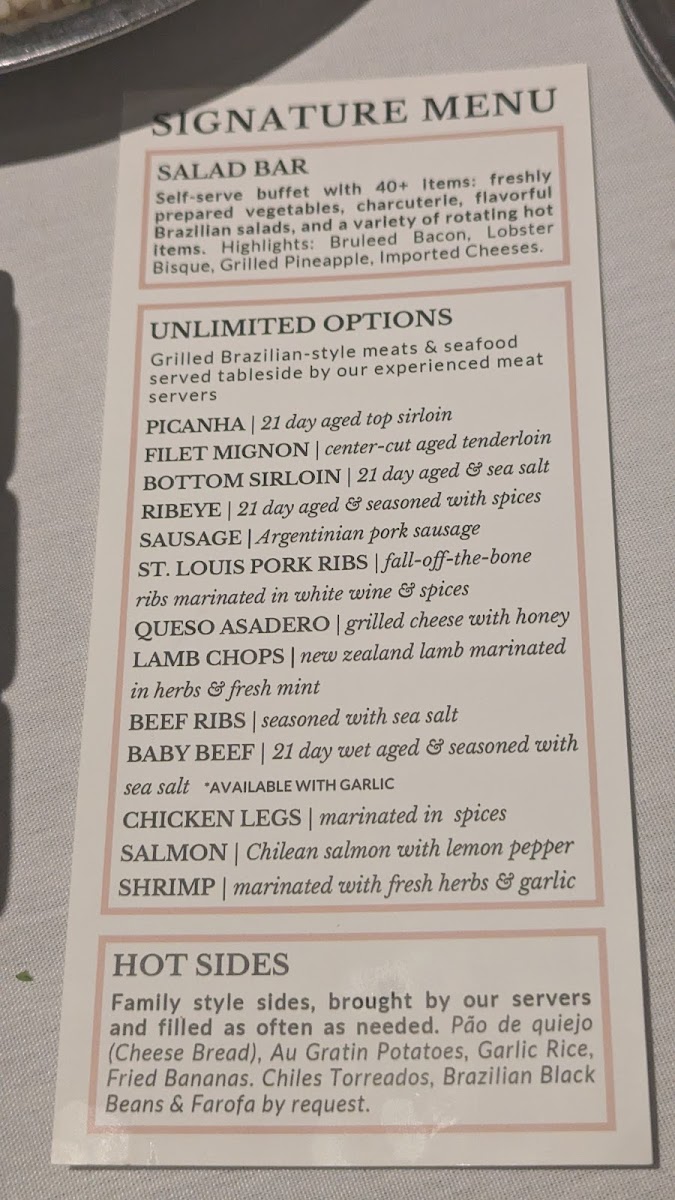 SIGNATURE MENU
SALAD BAR
Self-serve buffet with 40+ items: freshly
prepared vegetables, charcuterie, flavorful
Brazilian salads, and a variety of rotating hot
items. Highlights: Bruleed Bacon, Lobster
Bisque, Grilled Pineapple, Imported Cheeses.
UNLIMITED OPTIONS
Grilled Brazilian-style meats & seafood
served tableside by our experienced meat
servers
PICANHA | 21 day aged top sirloin
FILET MIGNON | center-cut aged tenderloin
BOTTOM SIRLOIN | 21 day aged & sea salt
RIBEYE | 21 day aged & seasoned with spices
SAUSAGE | Argentinian pork sausage
ST. LOUIS PORK RIBS | fall-off-the-bone
ribs marinated in white wine & spices
QUESO ASADERO | grilled cheese with honey
LAMB CHOPS | new zealand lamb marinated
in herbs & fresh mint
BEEF RIBS | seasoned with sea salt
BABY BEEF | 21 day wet aged & seasoned with
sea salt *AVAILABLE WITH GARLIC
CHICKEN LEGS | marinated in spices
SALMON | Chilean salmon with lemon pepper
SHRIMP | marinated with fresh herbs & garlic
HOT SIDES
Family style sides, brought by our servers
and filled as often as needed. Pão de quiejo
(Cheese Bread), Au Gratin Potatoes, Garlic Rice,
Fried Bananas. Chiles Torreados, Brazilian Black
Beans & Farofa by request.